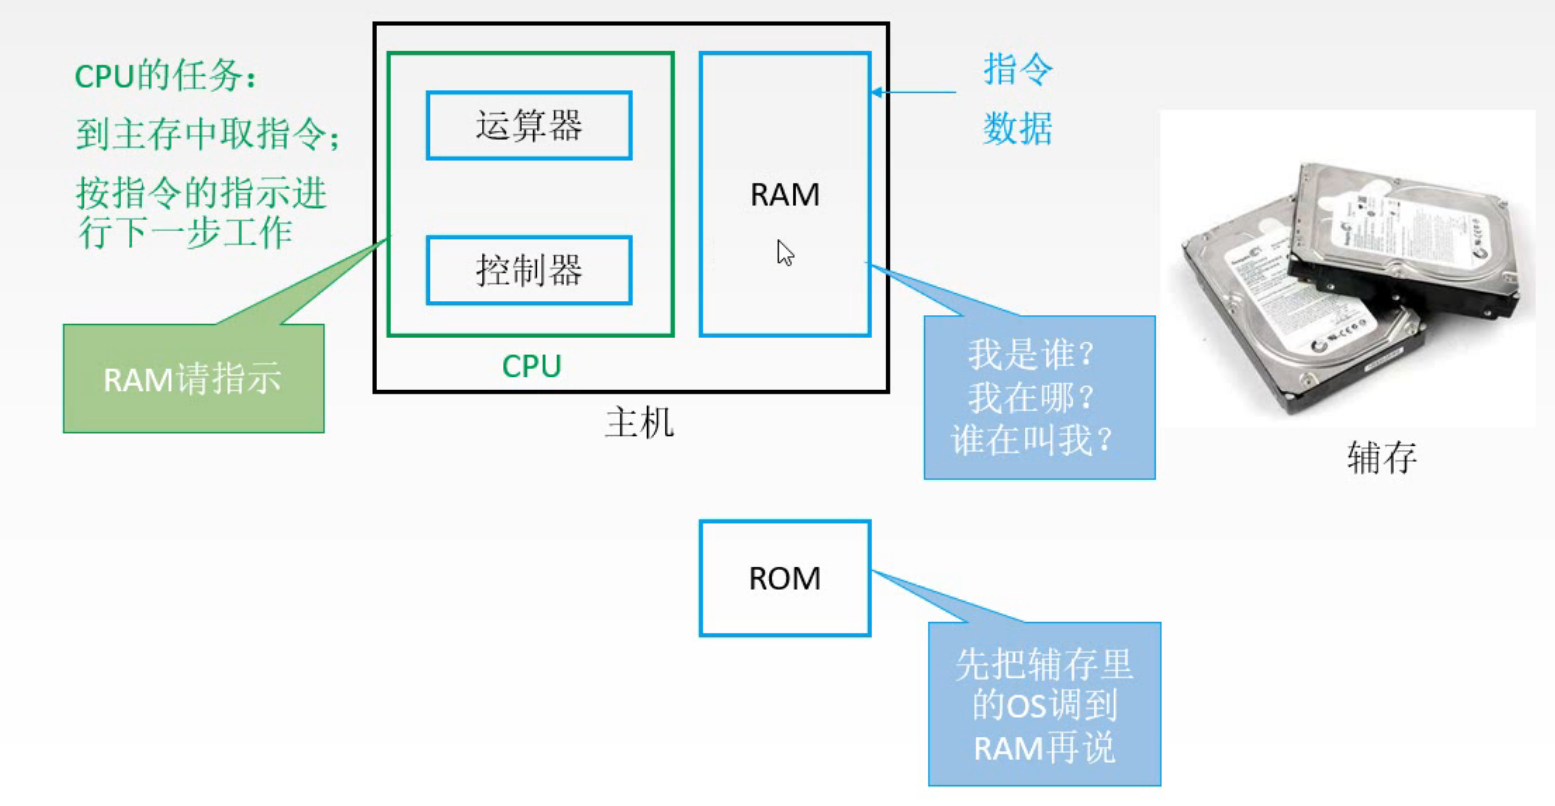 CPU的任务：
到主存中取指令；
按指令的指示进
行下一步工作
运算器
控制器
CPU
RAM
主机
指令
数据
RAM请指示
我是谁？
我在哪？
谁在叫我？
辅存
ROM
先把辅存里
的OS调到
RAM再说